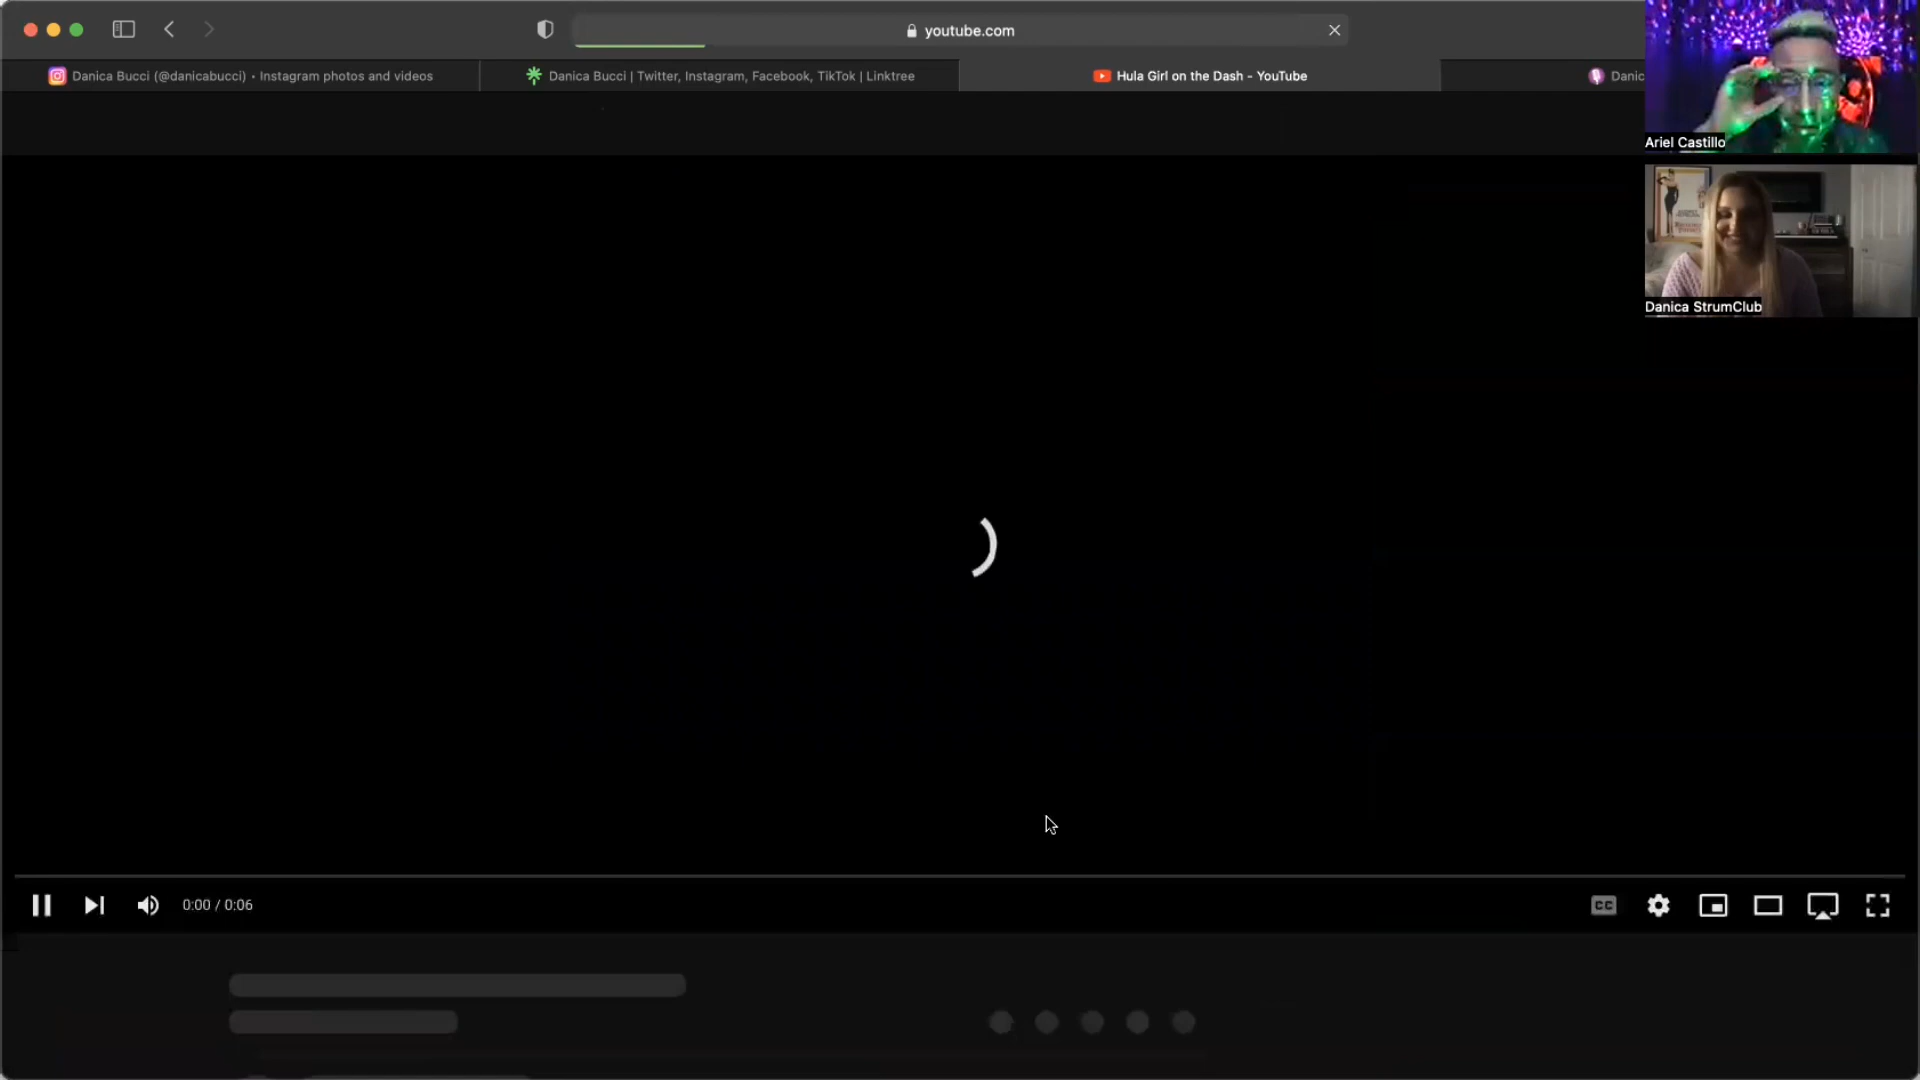 youtube.com
Danica Bucci (@danicabucci) • Instagram photos and videos
Danica Bucci | Twitter, Instagram, Facebook, TikTok | Linktree
Hula Girl on the Dash - YouTube
Danic
Ariel Castillo
Danica StrumClub
0:00 / 0:06
CC